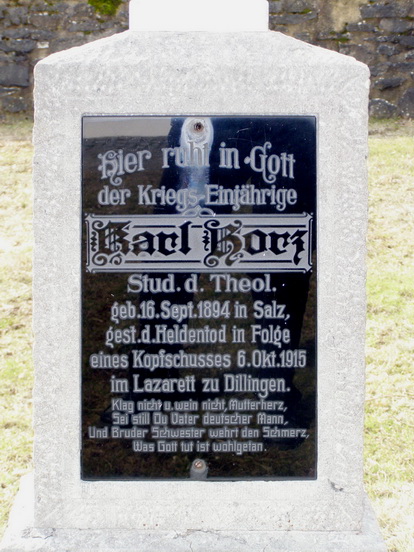 Hier ruht in Gott
der Kriegs-Einjährige
Karl Horz
Stud. d. Theol.
geb. 16. Sept. 1894 in Salz,
gest. d. Heldentod in Folge
eines Kopfschusses 6. Okt. 1915
im Lazarett zu Dillingen.
Klag nicht u. wein nicht, Mutterherz,
Sei still Du Vater deutscher Mann,
Und Bruder Schwester wehrt den Schmerz,
Was Gott tut ist wohlgetan.